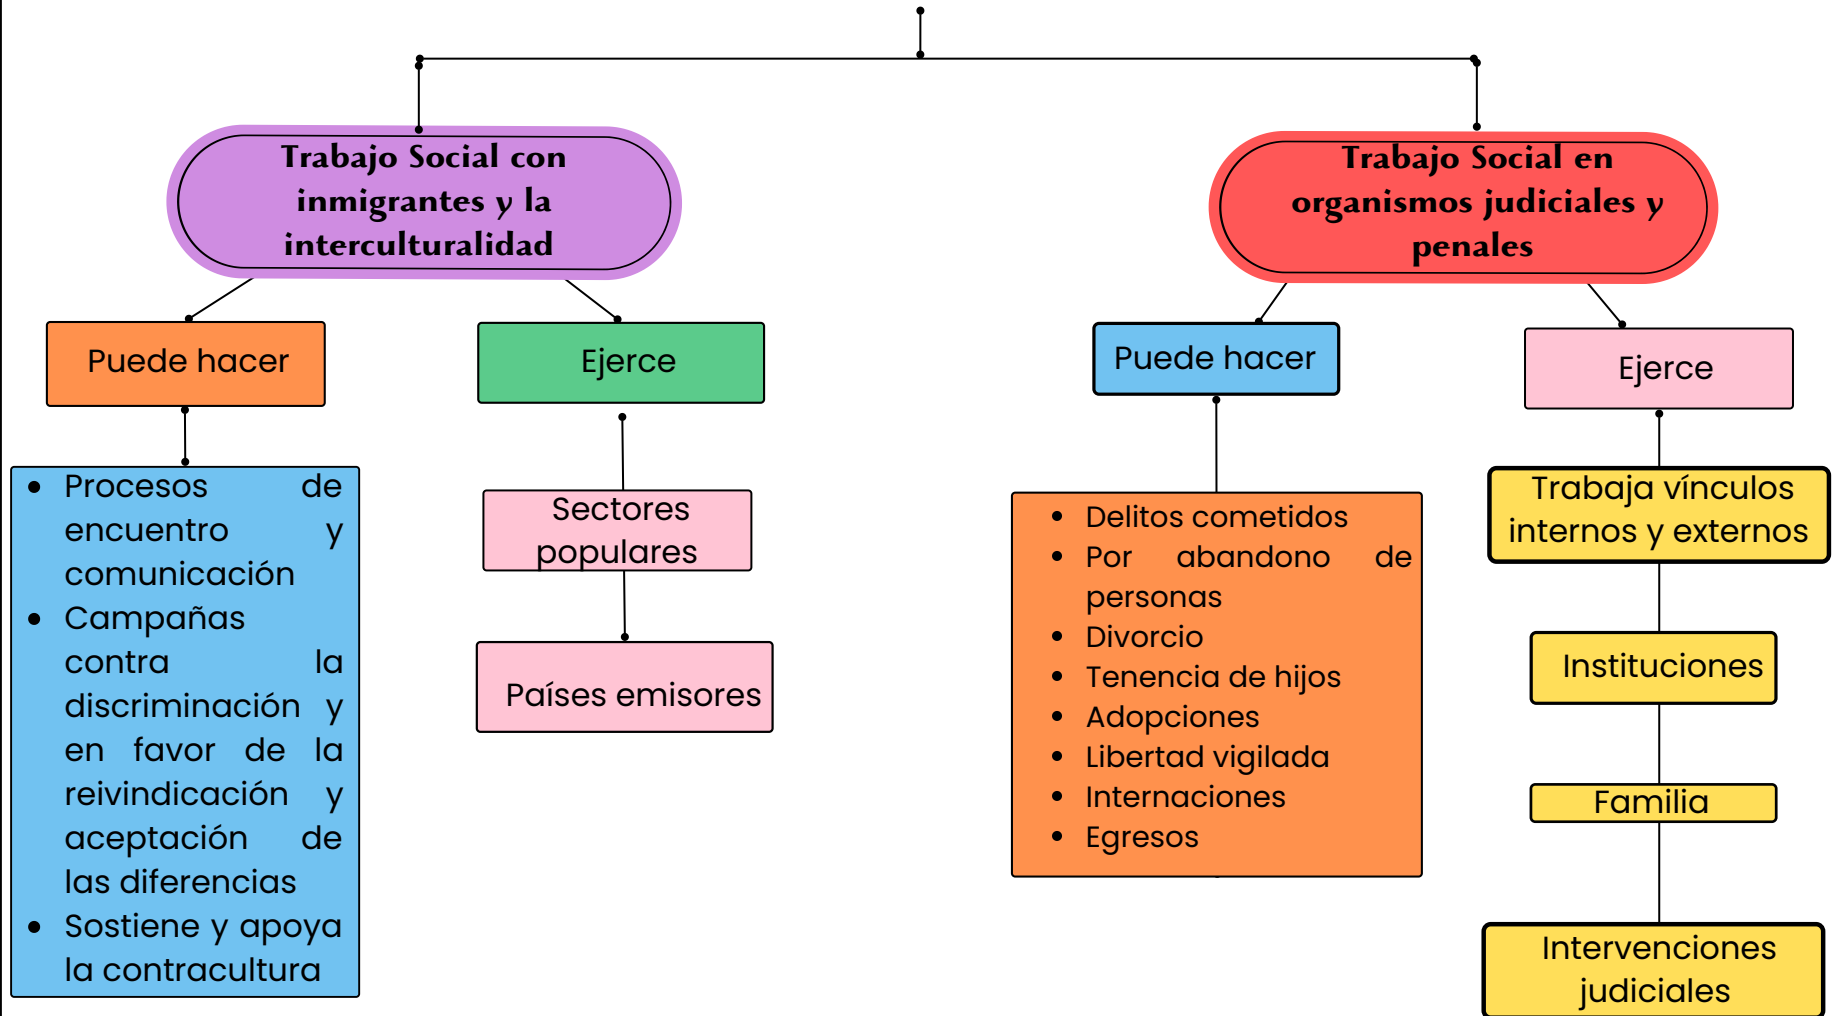 Trabajo Social con
inmigrantes y la
interculturalidad
Puede hacer
• Procesos de
encuentro y
comunicación
• Campañas
contra la
discriminación y
en favor de la
reivindicación y
aceptación de
las diferencias
• Sostiene y apoya
la contracultura
Ejerce
Sectores
populares
Países emisores
Trabajo Social en
organismos judiciales y
penales
Puede hacer
• Delitos cometidos
• Por abandono de
personas
• Divorcio
• Tenencia de hijos
• Adopciones
• Libertad vigilada
• Internaciones
• Egresos
Ejerce
Trabaja vínculos
internos y externos
Instituciones
Familia
Intervenciones
judiciales